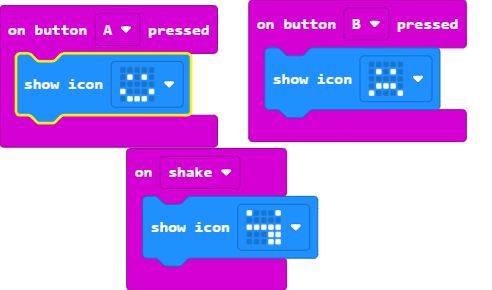 on button A pressed
show icon
on button B pressed
show icon
on shake
show icon